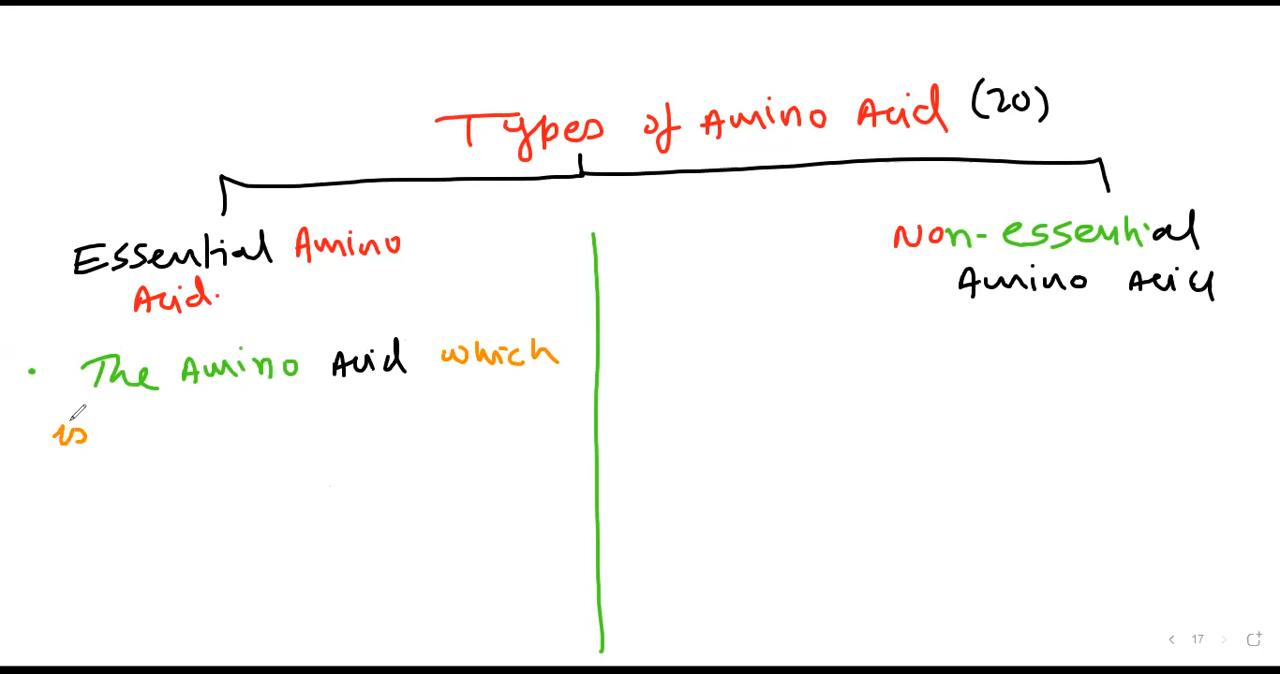 Types of Amino Acid (20)
Essential Amino
Acid.
Non-essential
Amino Acid
• The Amino Acid which
is
17